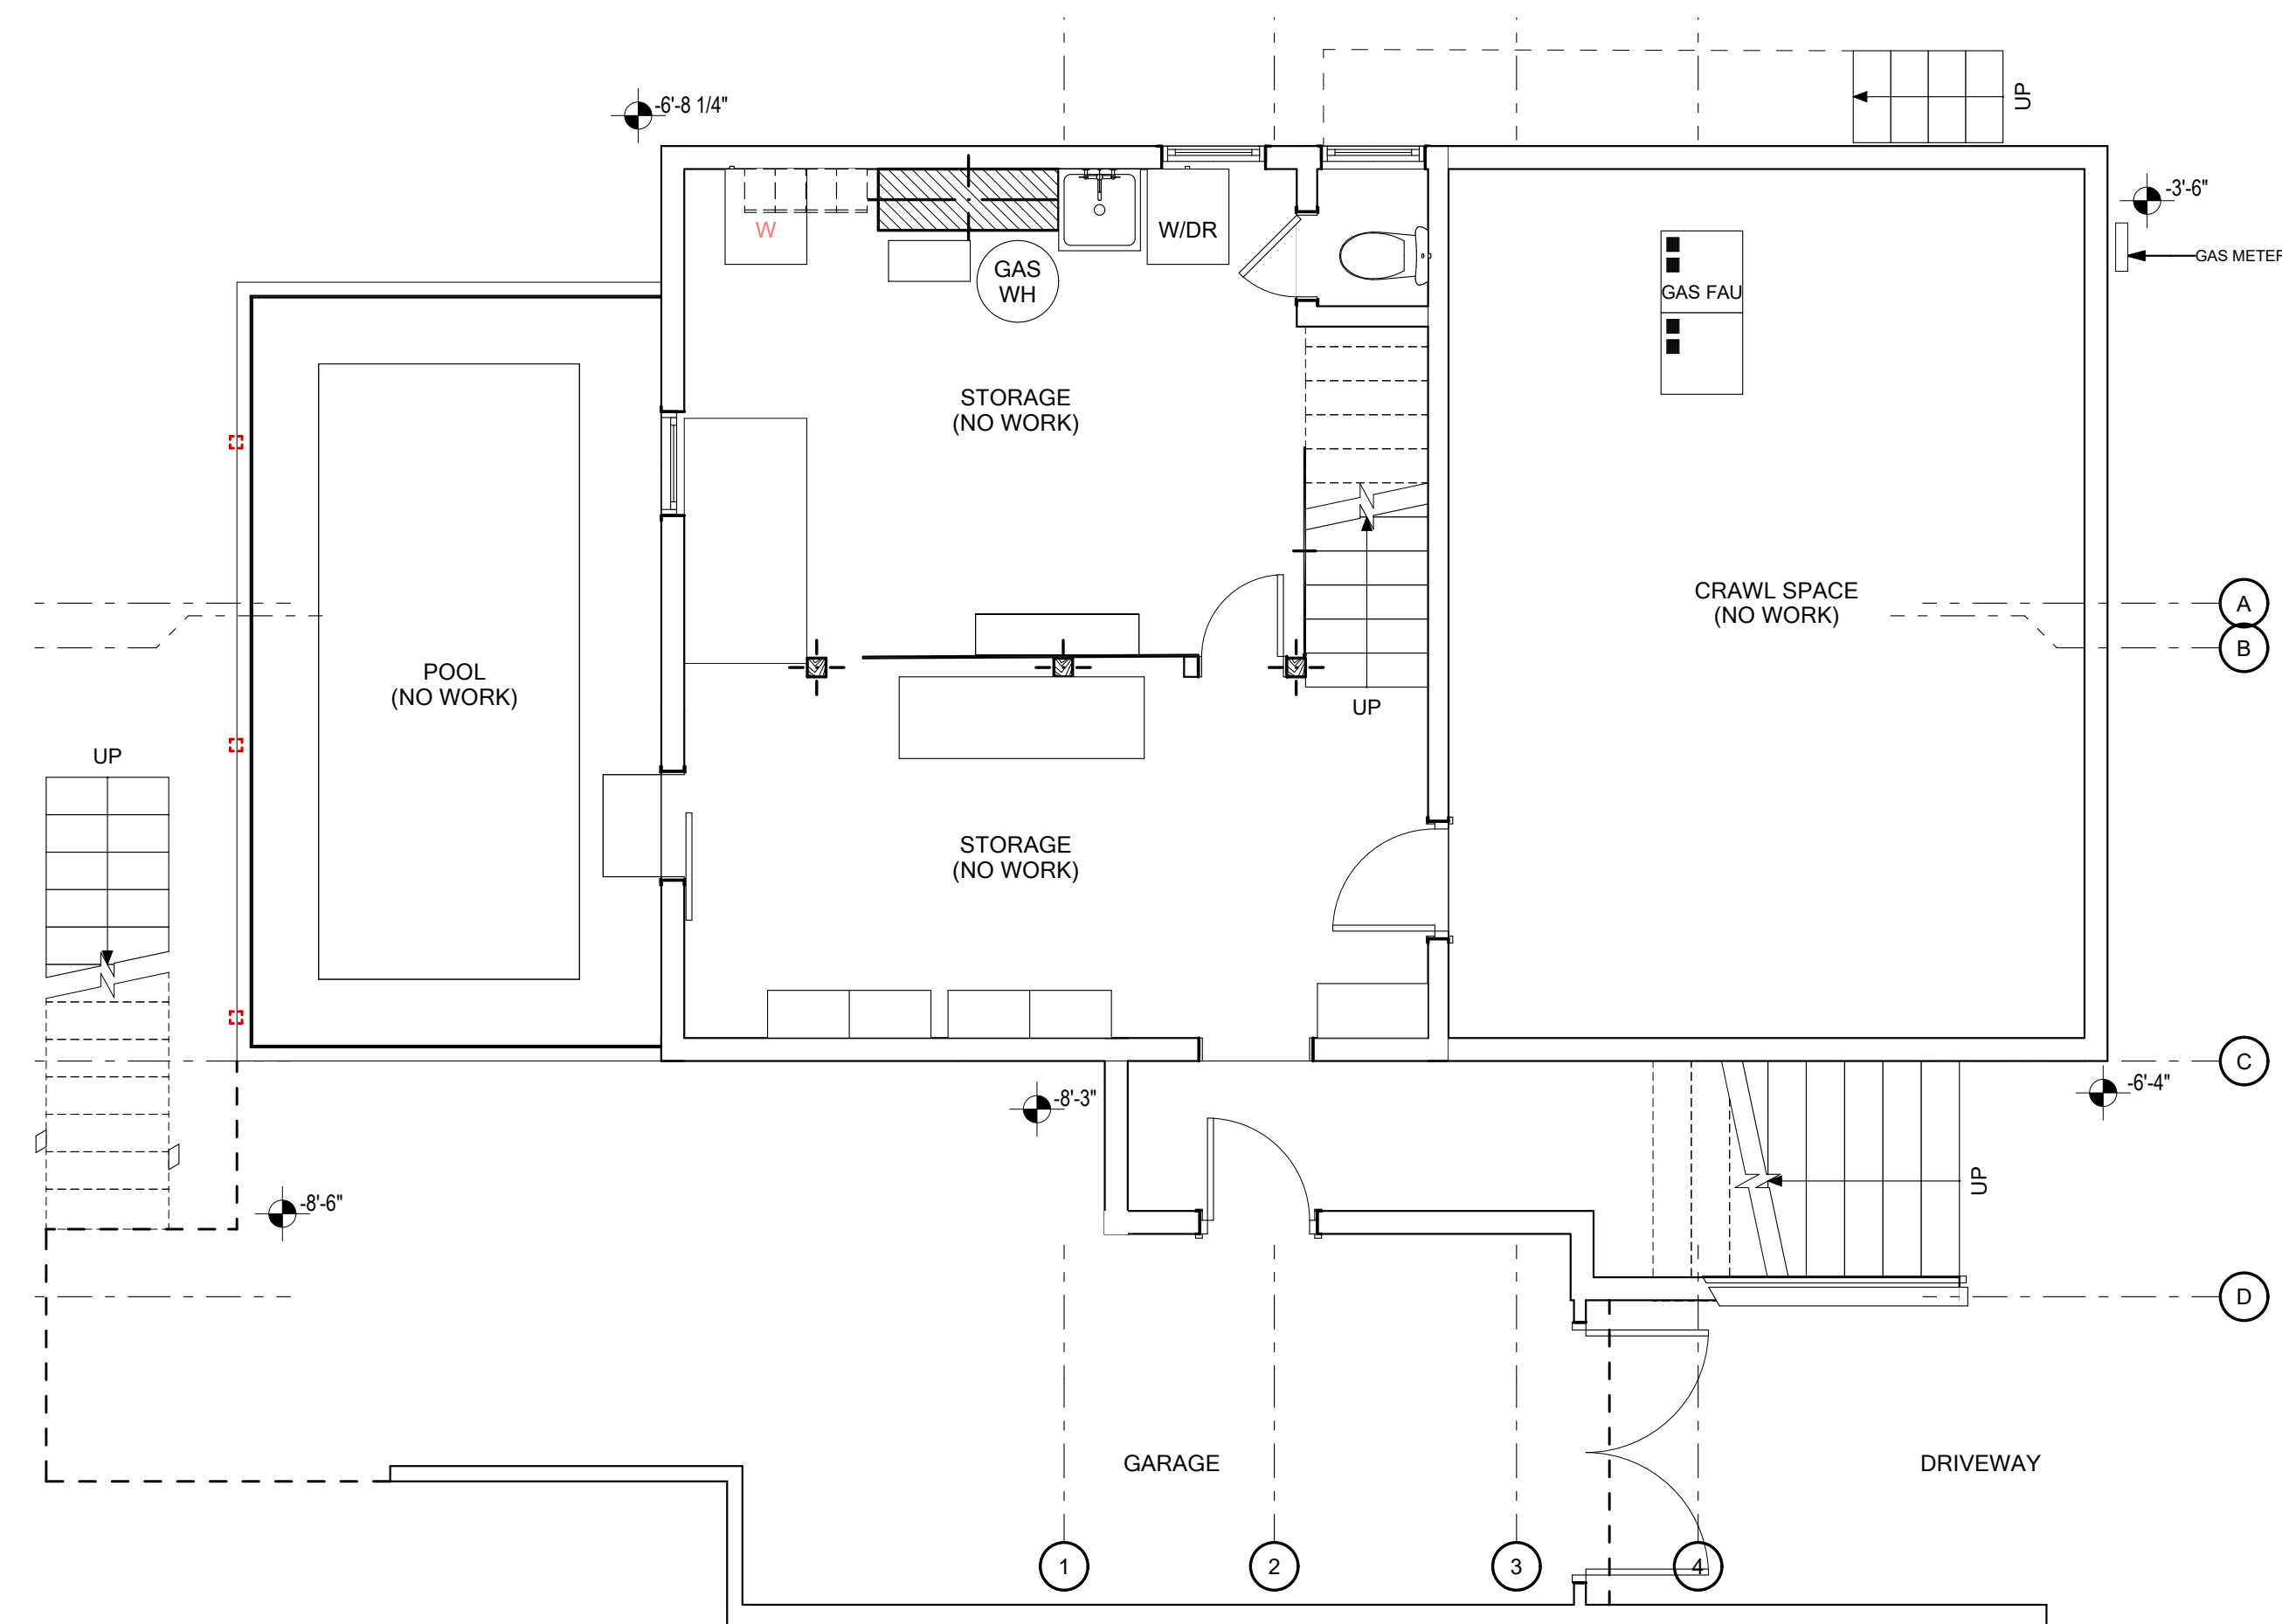 UP
-6'-8 1/4"
-3'-6"
W
W/DR
GAS
WH
GAS METER
GAS FAU
STORAGE
(NO WORK)
CRAWL SPACE
(NO WORK)
A
B
POOL
(NO WORK)
UP
UP
STORAGE
(NO WORK)
C
-8'-3"
-6'-4"
UP
-8'-6"
D
GARAGE
DRIVEWAY
1
2
3
4